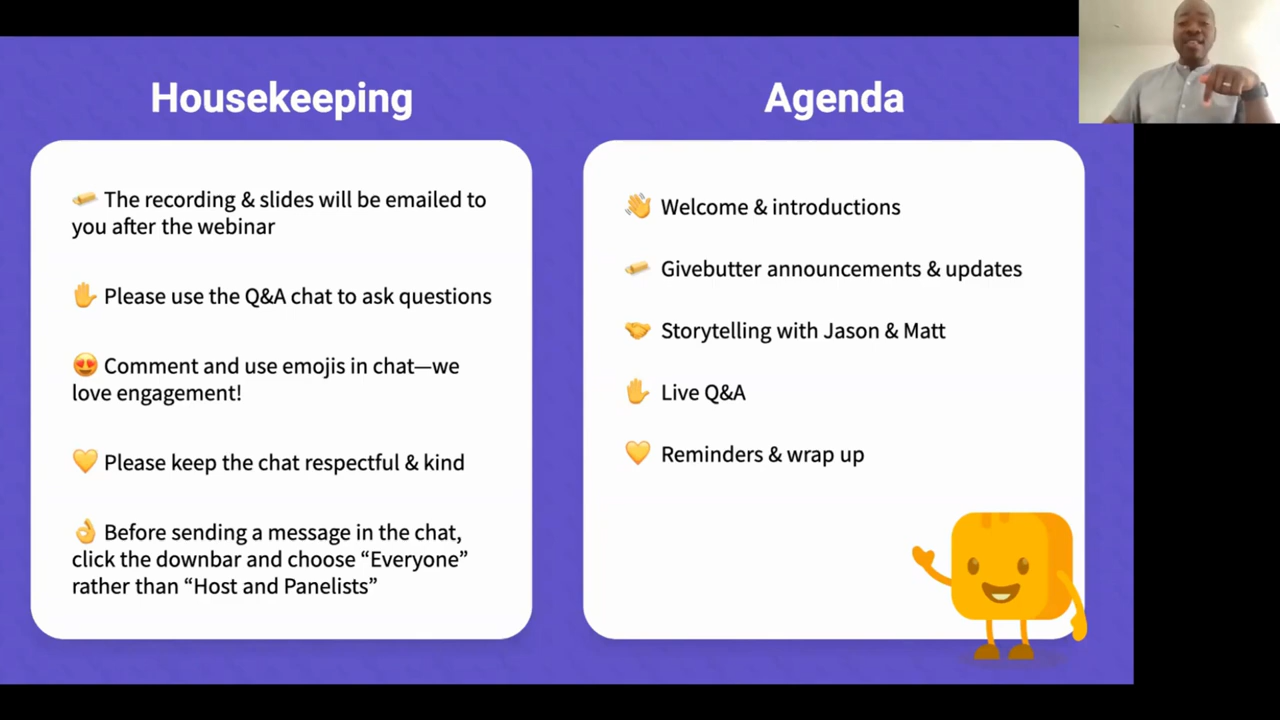 Housekeeping
The recording & slides will be emailed to
you after the webinar
Please use the Q&A chat to ask questions
Comment and use emojis in chat—we
love engagement!
Please keep the chat respectful & kind
Before sending a message in the chat,
click the downbar and choose “Everyone”
rather than “Host and Panelists”
Agenda
Welcome & introductions
Givebutter announcements & updates
Storytelling with Jason & Matt
Live Q&A
Reminders & wrap up